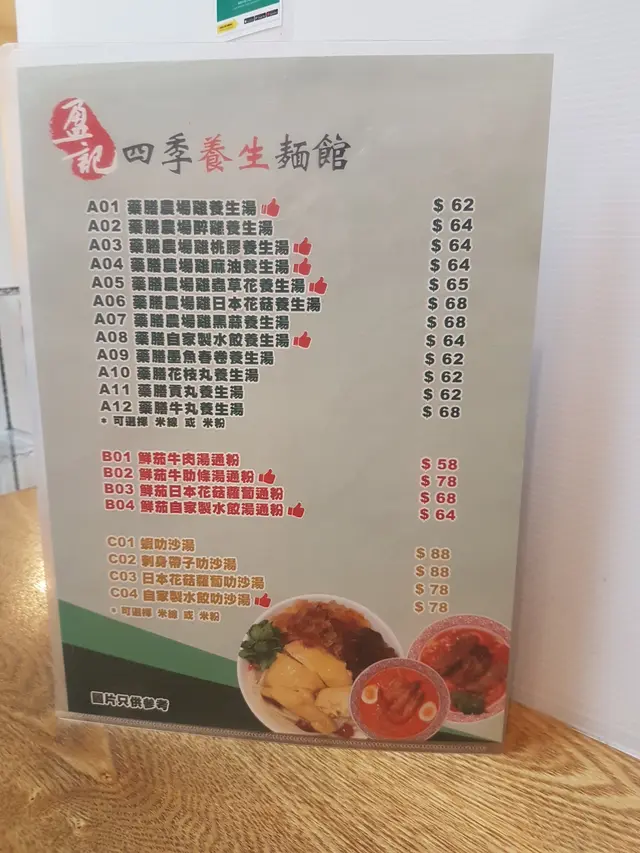 盈記 四季養生麵館
A01 藥膳農場雞養生湯 $ 62
A02 藥膳農場醉雞養生湯 $ 64
A03 藥膳農場雞桃膠養生湯 $ 64
A04 藥膳農場雞麻油養生湯 $ 64
A05 藥膳農場雞蟲草花養生湯 $ 65
A06 藥膳農場雞日本花菇養生湯 $ 68
A07 藥膳農場雞黑蒜養生湯 $ 68
A08 藥膳自家製水餃養生湯 $ 64
A09 藥膳墨魚春卷養生湯 $ 62
A10 藥膳花枝丸養生湯 $ 62
A11 藥膳貢丸養生湯 $ 62
A12 藥膳牛丸養生湯 $ 68
* 可選擇 米線 或 米粉
B01 鮮茄牛肉湯通粉 $ 58
B02 鮮茄牛肋條湯通粉 $ 78
B03 鮮茄日本花菇蘿蔔通粉 $ 68
B04 鮮茄自家製水餃湯通粉 $ 64
C01 蝦叻沙湯 $ 88
C02 刺身帶子叻沙湯 $ 88
C03 日本花菇蘿蔔叻沙湯 $ 78
C04 自家製水餃叻沙湯 $ 78
* 可選擇 米線 或 米粉
圖片只供參考